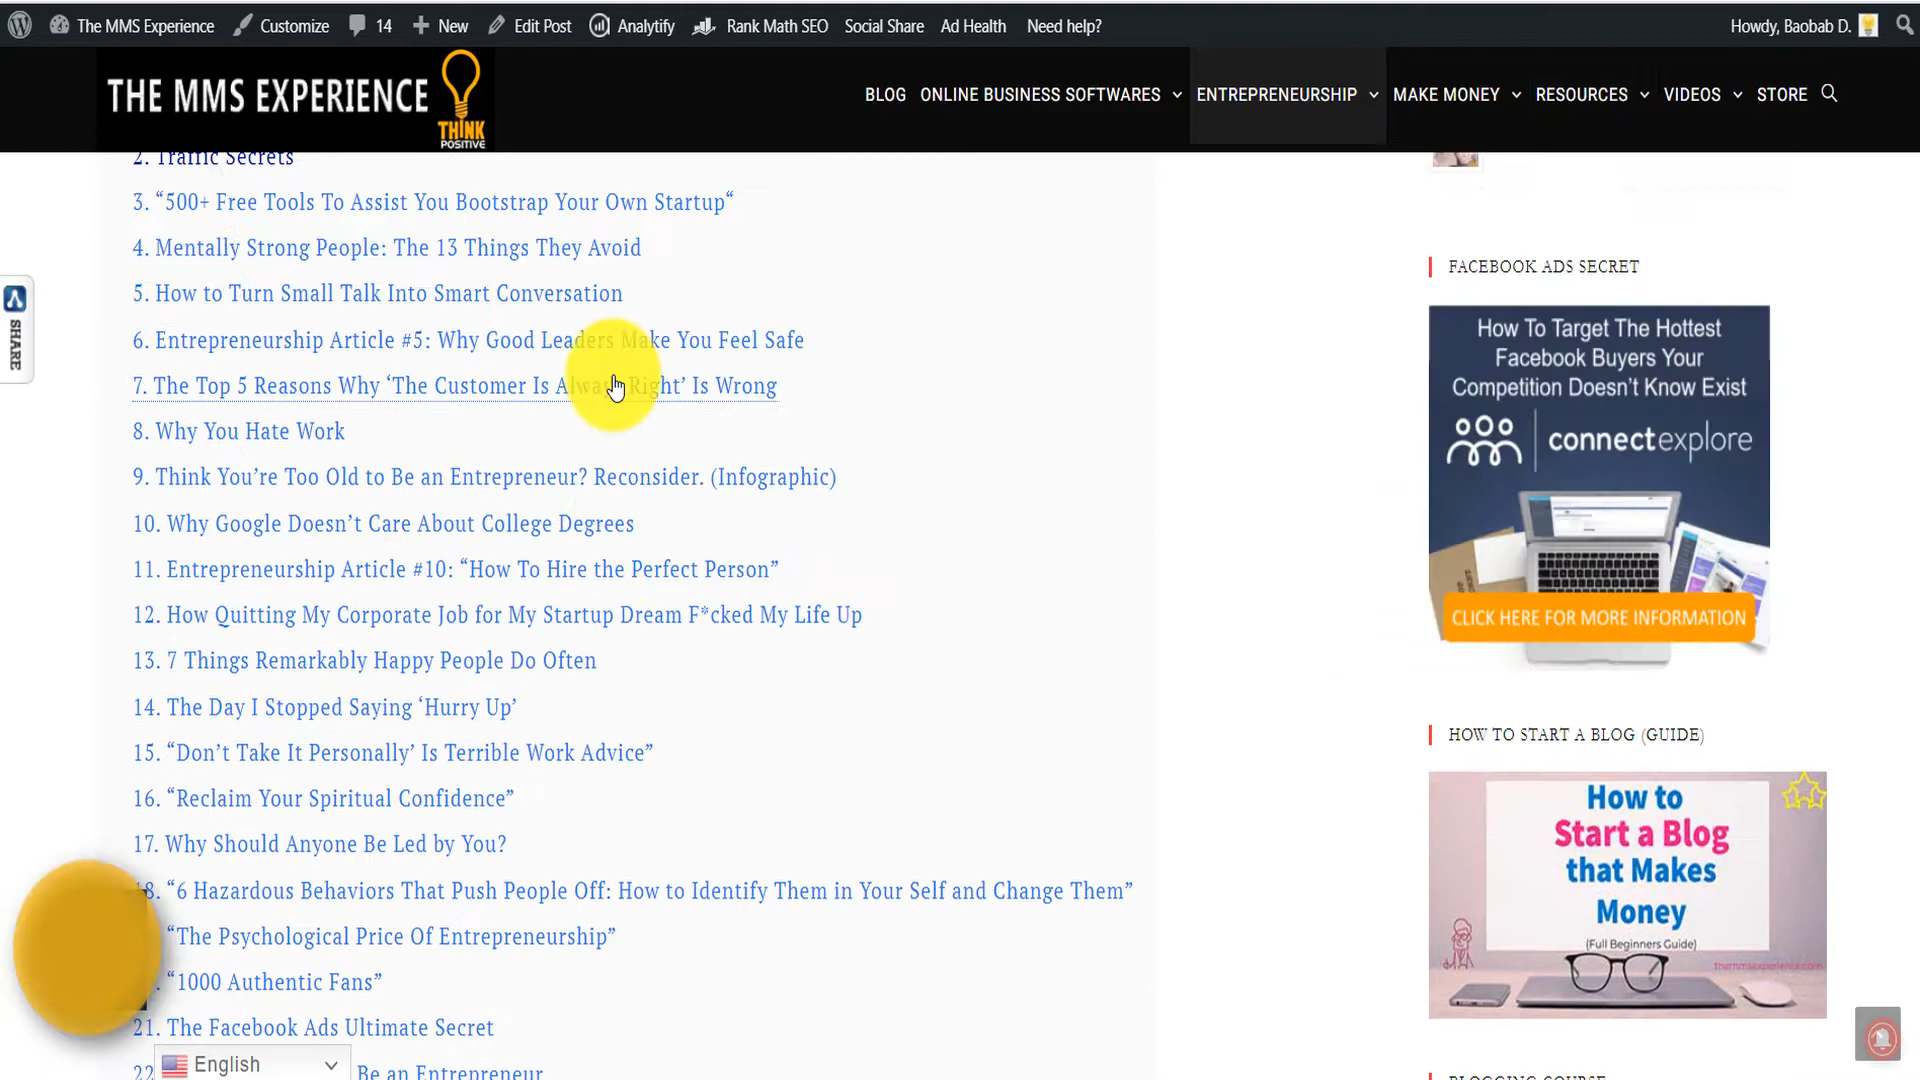 The MMS Experience
Customize
14
New
Edit Post
Analytify
Rank Math SEO
Social Share
Ad Health
Need help?
Howdy, Baobab D.
THE MMS EXPERIENCE
THINK
POSITIVE
BLOG
ONLINE BUSINESS SOFTWARES
ENTREPRENEURSHIP
MAKE MONEY
RESOURCES
VIDEOS
STORE
SHARE
2. Traffic Secrets
3. “500+ Free Tools To Assist You Bootstrap Your Own Startup“
4. Mentally Strong People: The 13 Things They Avoid
5. How to Turn Small Talk Into Smart Conversation
6. Entrepreneurship Article #5: Why Good Leaders Make You Feel Safe
7. The Top 5 Reasons Why ‘The Customer Is Always Right’ Is Wrong
8. Why You Hate Work
9. Think You’re Too Old to Be an Entrepreneur? Reconsider. (Infographic)
10. Why Google Doesn’t Care About College Degrees
11. Entrepreneurship Article #10: “How To Hire the Perfect Person”
12. How Quitting My Corporate Job for My Startup Dream F*cked My Life Up
13. 7 Things Remarkably Happy People Do Often
14. The Day I Stopped Saying ‘Hurry Up’
15. “Don’t Take It Personally’ Is Terrible Work Advice”
16. “Reclaim Your Spiritual Confidence”
17. Why Should Anyone Be Led by You?
18. “6 Hazardous Behaviors That Push People Off: How to Identify Them in Your Self and Change Them”
“The Psychological Price Of Entrepreneurship”
“1000 Authentic Fans”
21. The Facebook Ads Ultimate Secret
22
Be an Entrepreneur
English
FACEBOOK ADS SECRET
How To Target The Hottest
Facebook Buyers Your
Competition Doesn’t Know Exist
connectexplore
CLICK HERE FOR MORE INFORMATION
HOW TO START A BLOG (GUIDE)
How to
Start a Blog
that Makes
Money
(Full Beginners Guide)
themmsexperience.com
BLOGGING COURSE